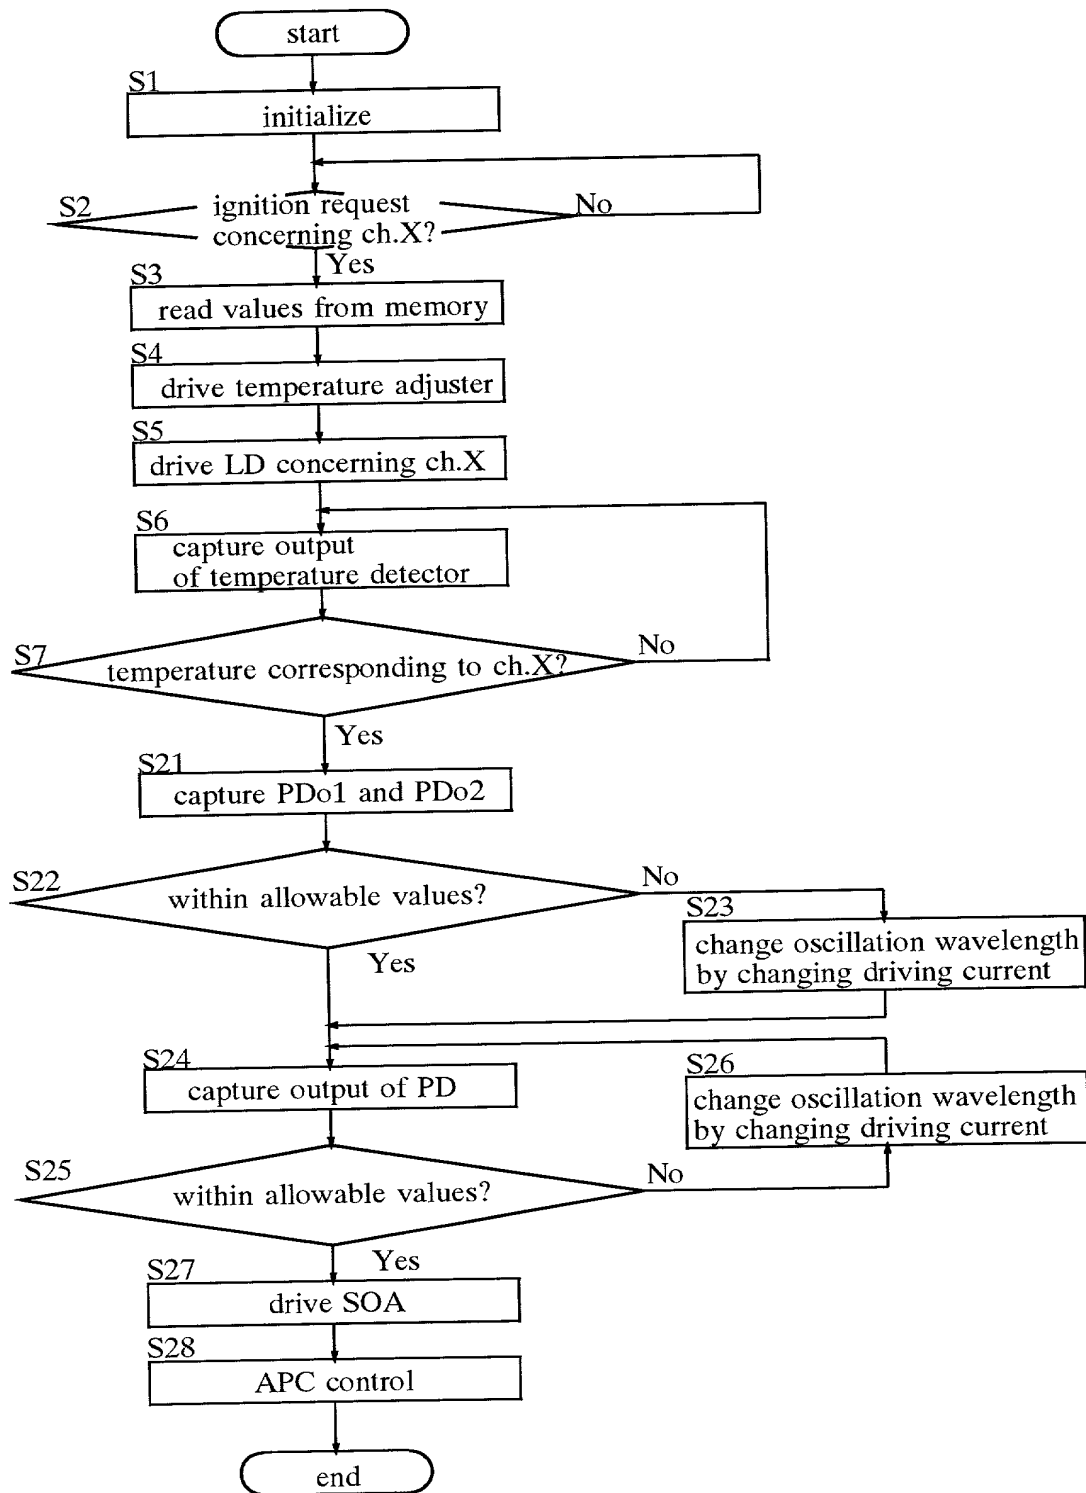 start
S1
initialize
S2
ignition request
concerning ch.X?
No
Yes
S3
read values from memory
S4
drive temperature adjuster
S5
drive LD concerning ch.X
S6
capture output
of temperature detector
S7
temperature corresponding to ch.X?
No
Yes
S21
capture PDo1 and PDo2
S22
within allowable values?
No
Yes
S23
change oscillation wavelength
by changing driving current
S24
capture output of PD
S26
change oscillation wavelength
by changing driving current
S25
within allowable values?
No
Yes
S27
drive SOA
S28
APC control
end